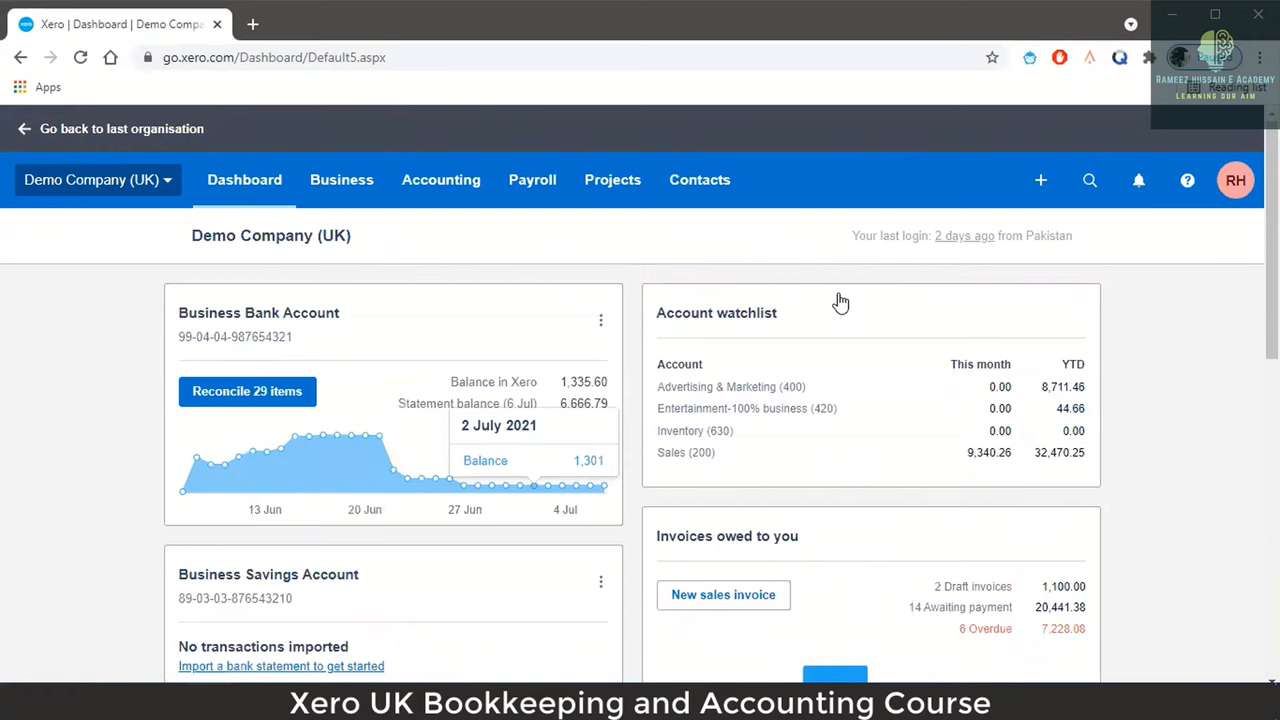 Xero | Dashboard | Demo Compa
go.xero.com/Dashboard/Default5.aspx
Apps
Reading list
RAMEEZ HUSSAIN E ACADEMY
LEARNING OUR AIM
Go back to last organisation
Demo Company (UK)
Dashboard
Business
Accounting
Payroll
Projects
Contacts
RH
Demo Company (UK)
Your last login: 2 days ago from Pakistan
Business Bank Account
99-04-04-987654321
Reconcile 29 items
Balance in Xero 1,335.60
Statement balance (6 Jul) 6,666.79
2 July 2021
Balance 1,301
13 Jun 20 Jun 27 Jun 4 Jul
Business Savings Account
89-03-03-876543210
No transactions imported
Import a bank statement to get started
Account watchlist
Account This month YTD
Advertising & Marketing (400) 0.00 8,711.46
Entertainment-100% business (420) 0.00 44.66
Inventory (630) 0.00 0.00
Sales (200) 9,340.26 32,470.25
Invoices owed to you
New sales invoice
2 Draft invoices 1,100.00
14 Awaiting payment 20,441.38
6 Overdue 7,228.08
Xero UK Bookkeeping and Accounting Course